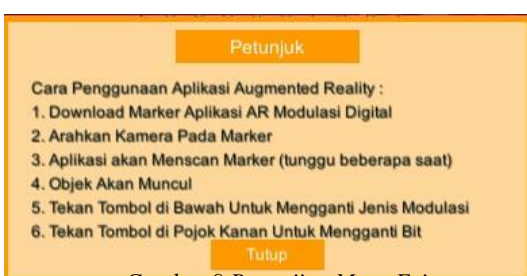 Petunjuk
Cara Penggunaan Aplikasi Augmented Reality :
1. Download Marker Aplikasi AR Modulasi Digital
2. Arahkan Kamera Pada Marker
3. Aplikasi akan Menscan Marker (tunggu beberapa saat)
4. Objek Akan Muncul
5. Tekan Tombol di Bawah Untuk Mengganti Jenis Modulasi
6. Tekan Tombol di Pojok Kanan Untuk Mengganti Bit
Tutup